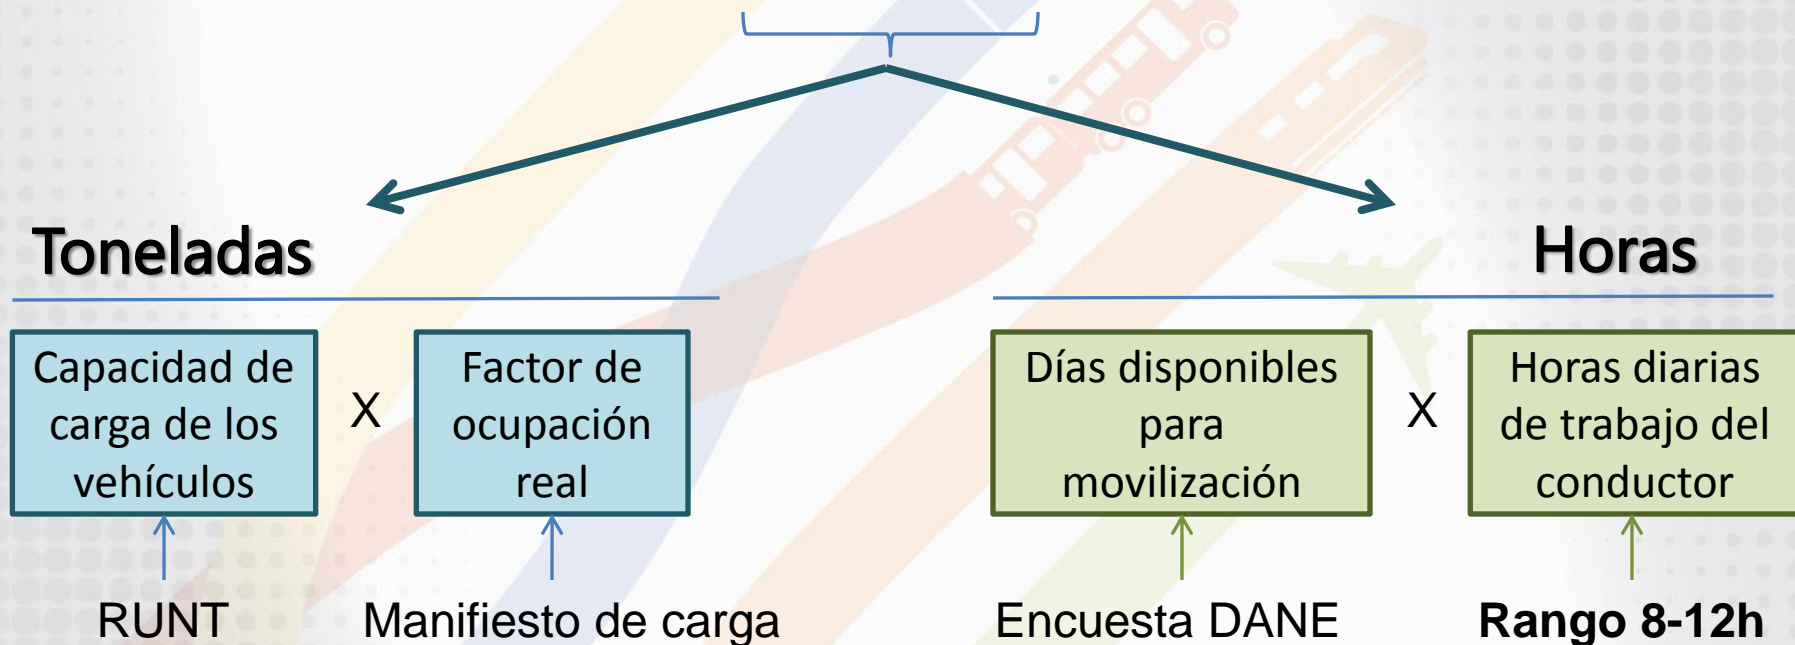 Toneladas
Horas
Capacidad de
carga de los
vehículos
X
Factor de
ocupación
real
Días disponibles
para
movilización
X
Horas diarias
de trabajo del
conductor
RUNT
Manifiesto de carga
Encuesta DANE
Rango 8-12h